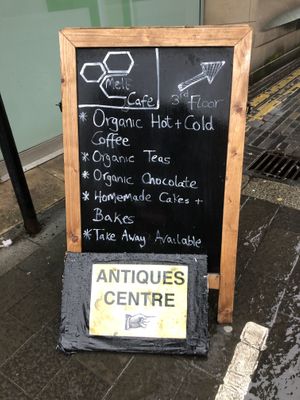 Melt
Cafe
3rd Floor
* Organic Hot + Cold
Coffee
* Organic Teas
* Organic Chocolate
* Homemade Cakes +
Bakes
* Take Away Available
ANTIQUES
CENTRE